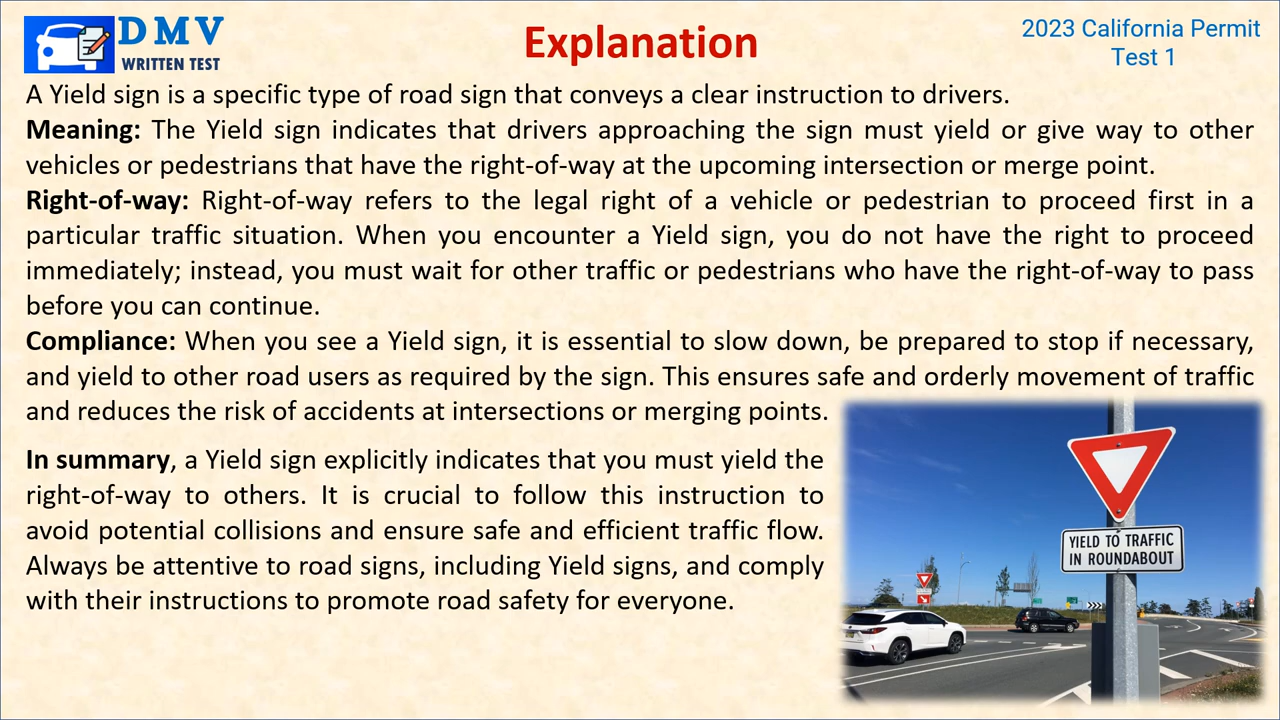 DMV
WRITTEN TEST
Explanation
2023 California Permit
Test 1
A Yield sign is a specific type of road sign that conveys a clear instruction to drivers.
Meaning: The Yield sign indicates that drivers approaching the sign must yield or give way to other
vehicles or pedestrians that have the right-of-way at the upcoming intersection or merge point.
Right-of-way: Right-of-way refers to the legal right of a vehicle or pedestrian to proceed first in a
particular traffic situation. When you encounter a Yield sign, you do not have the right to proceed
immediately; instead, you must wait for other traffic or pedestrians who have the right-of-way to pass
before you can continue.
Compliance: When you see a Yield sign, it is essential to slow down, be prepared to stop if necessary,
and yield to other road users as required by the sign. This ensures safe and orderly movement of traffic
and reduces the risk of accidents at intersections or merging points.
In summary, a Yield sign explicitly indicates that you must yield the
right-of-way to others. It is crucial to follow this instruction to
avoid potential collisions and ensure safe and efficient traffic flow.
Always be attentive to road signs, including Yield signs, and comply
with their instructions to promote road safety for everyone.
YIELD TO TRAFFIC
IN ROUNDABOUT